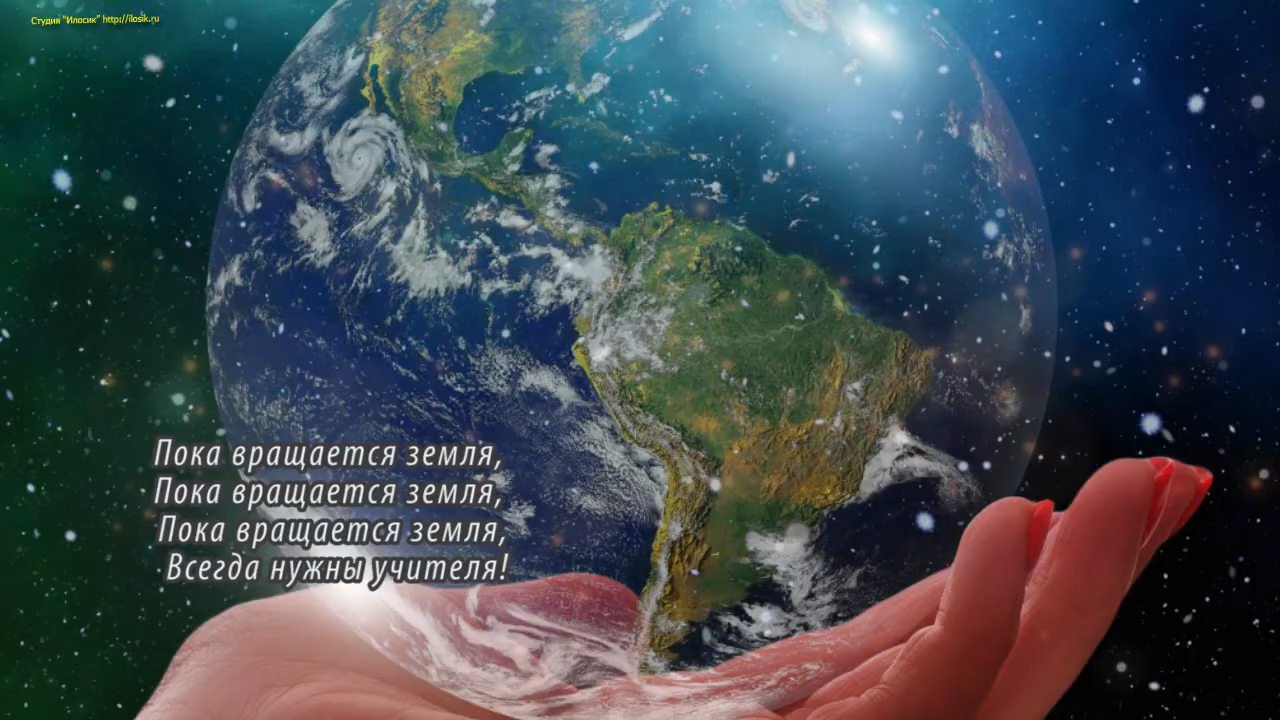 Студия "Илосик" http://ilosik.ru
Пока вращается земля,
Пока вращается земля,
Пока вращается земля,
Всегда нужны учителя!